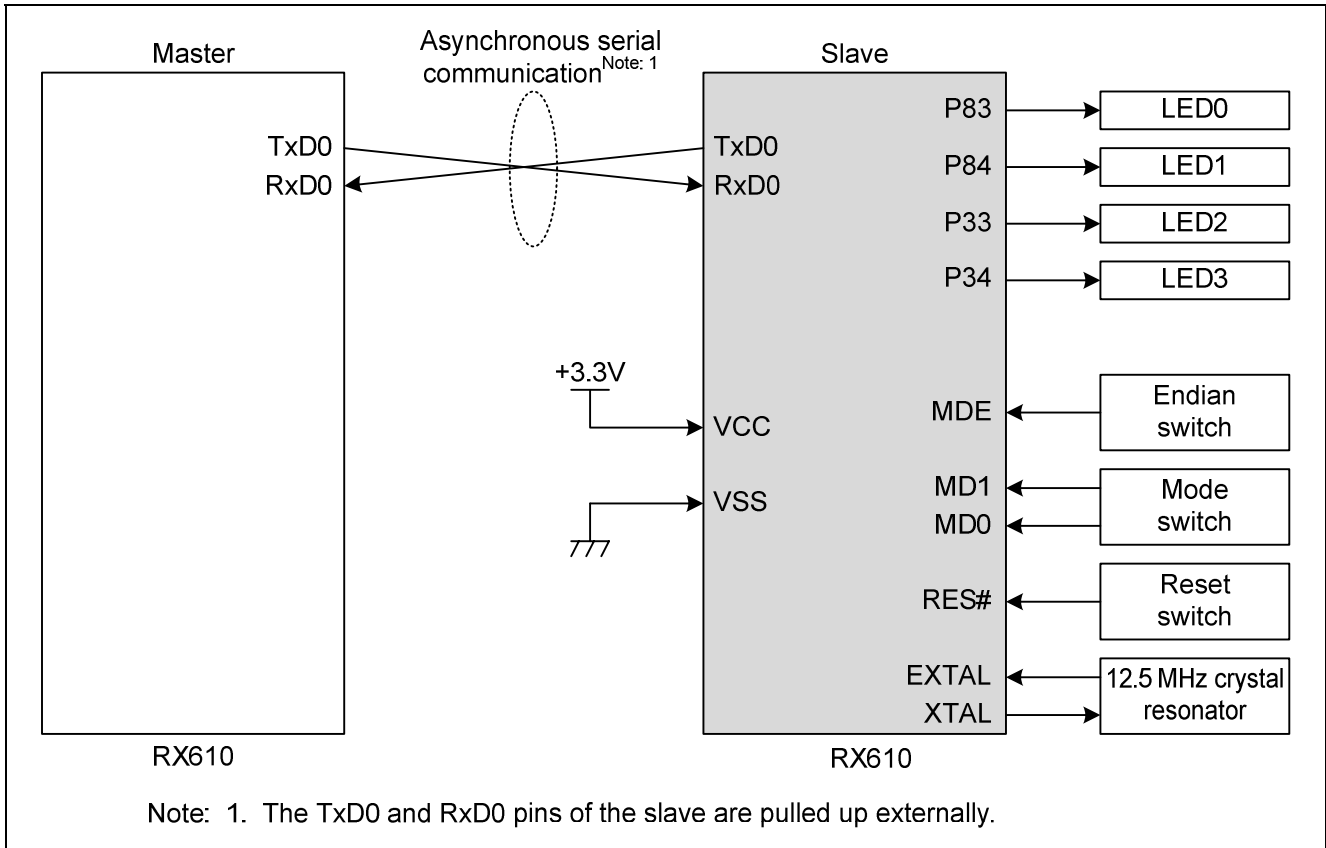 Master
Asynchronous serial
communication Note: 1
Slave
TxD0
RxD0
TxD0
RxD0
P83
LED0
P84
LED1
P33
LED2
P34
LED3
+3.3V
VCC
VSS
MDE
Endian
switch
MD1
MD0
Mode
switch
RES#
Reset
switch
EXTAL
XTAL
12.5 MHz crystal
resonator
RX610
RX610
Note: 1. The TxD0 and RxD0 pins of the slave are pulled up externally.